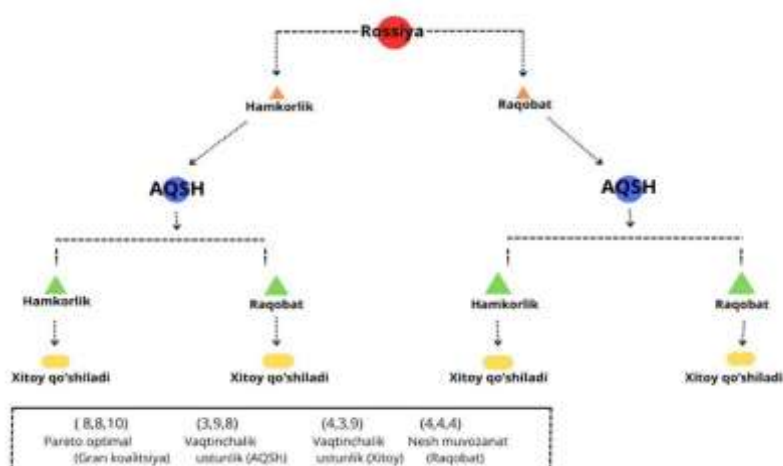 Rossiya
Hamkorlik Raqobat
AQSH AQSH
Hamkorlik Raqobat Hamkorlik Raqobat
Xitoy qo'shiladi Xitoy qo'shiladi Xitoy qo'shiladi Xitoy qo'shiladi
( 8,8,10) (3,9,8) (4,3,9) (4,4,4)
Pareto optimal Vaqtinchalik Vaqtinchalik Nesh muvozanat
(Gran koalitsiya) ustunlik (AQSH) ustunlik (Xitoy) (Raqobat)